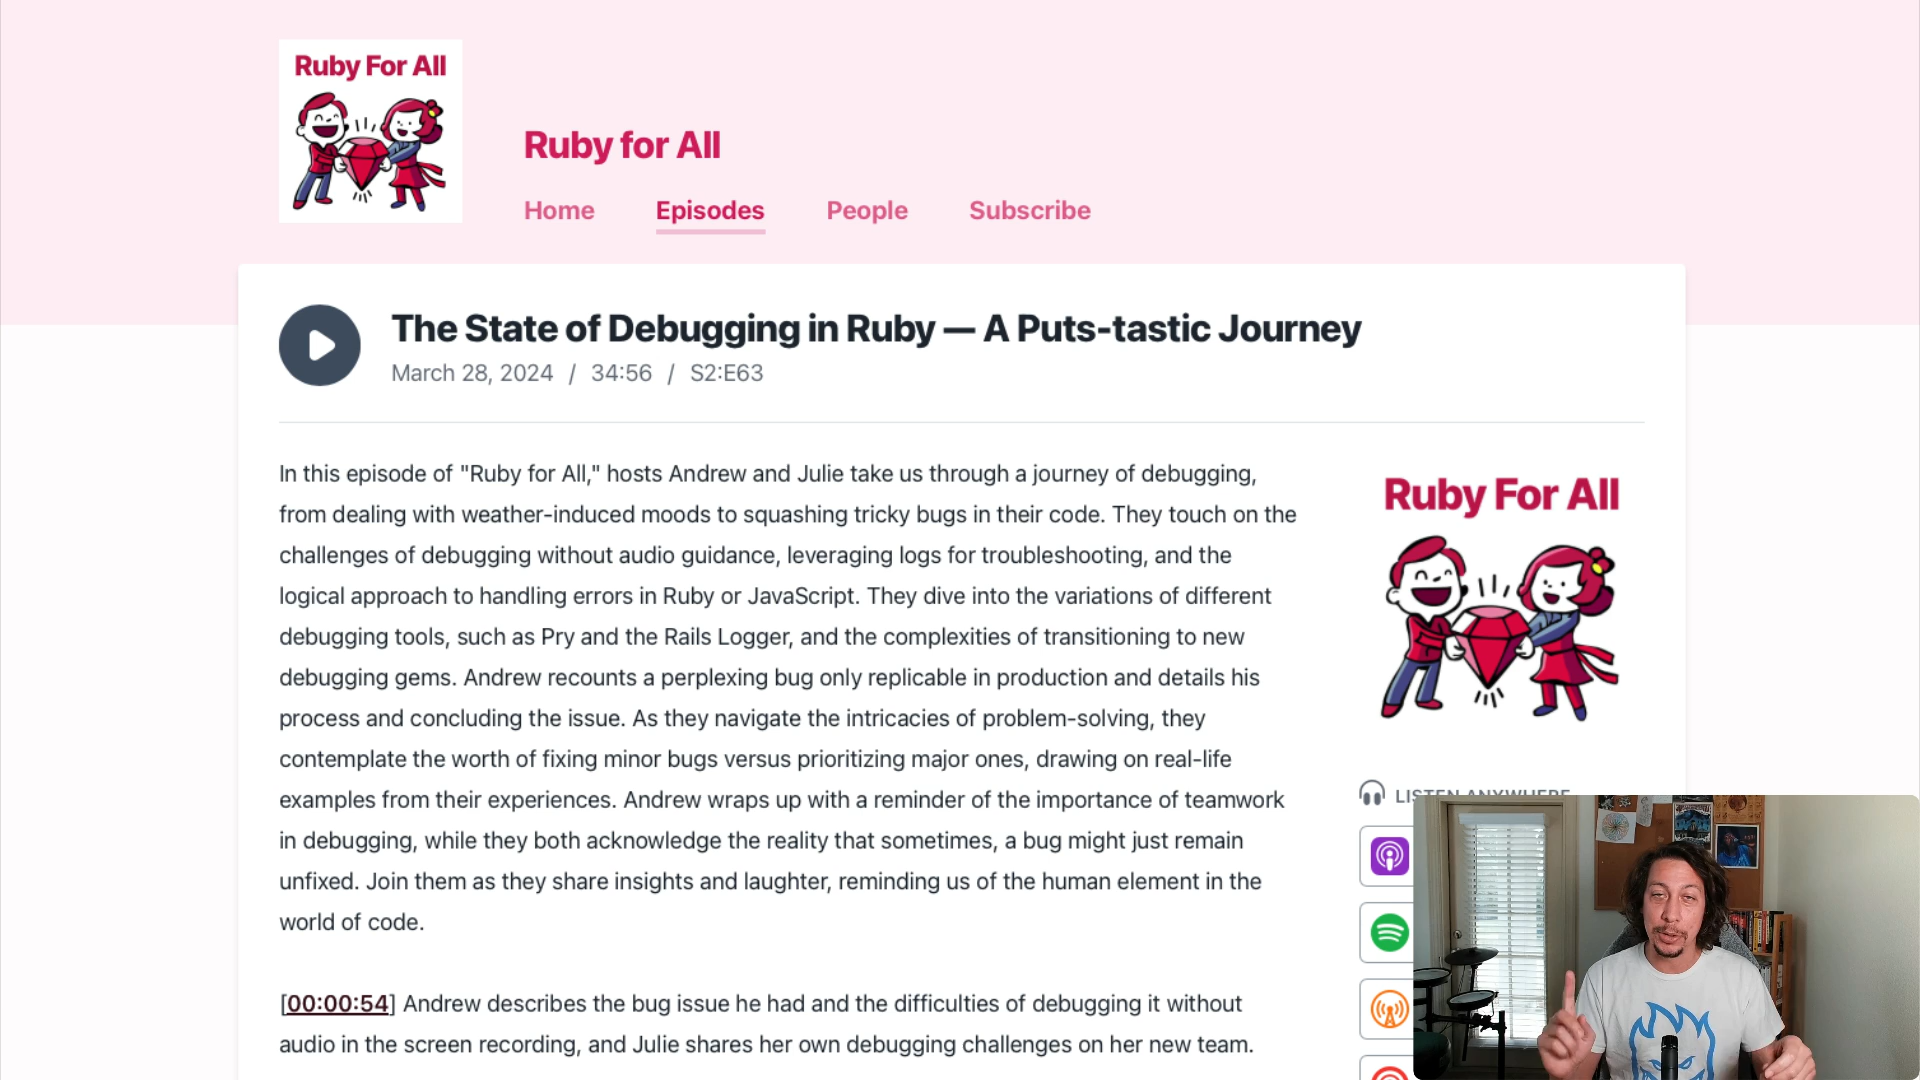 Ruby For All
Ruby for All
Home
Episodes
People
Subscribe
The State of Debugging in Ruby — A Puts-tastic Journey
March 28, 2024 / 34:56 / S2:E63
In this episode of "Ruby for All," hosts Andrew and Julie take us through a journey of debugging,
from dealing with weather-induced moods to squashing tricky bugs in their code. They touch on the
challenges of debugging without audio guidance, leveraging logs for troubleshooting, and the
logical approach to handling errors in Ruby or JavaScript. They dive into the variations of different
debugging tools, such as Pry and the Rails Logger, and the complexities of transitioning to new
debugging gems. Andrew recounts a perplexing bug only replicable in production and details his
process and concluding the issue. As they navigate the intricacies of problem-solving, they
contemplate the worth of fixing minor bugs versus prioritizing major ones, drawing on real-life
examples from their experiences. Andrew wraps up with a reminder of the importance of teamwork
in debugging, while they both acknowledge the reality that sometimes, a bug might just remain
unfixed. Join them as they share insights and laughter, reminding us of the human element in the
world of code.
[00:00:54] Andrew describes the bug issue he had and the difficulties of debugging it without
audio in the screen recording, and Julie shares her own debugging challenges on her new team.
Ruby For All
LISTEN ANYWHERE